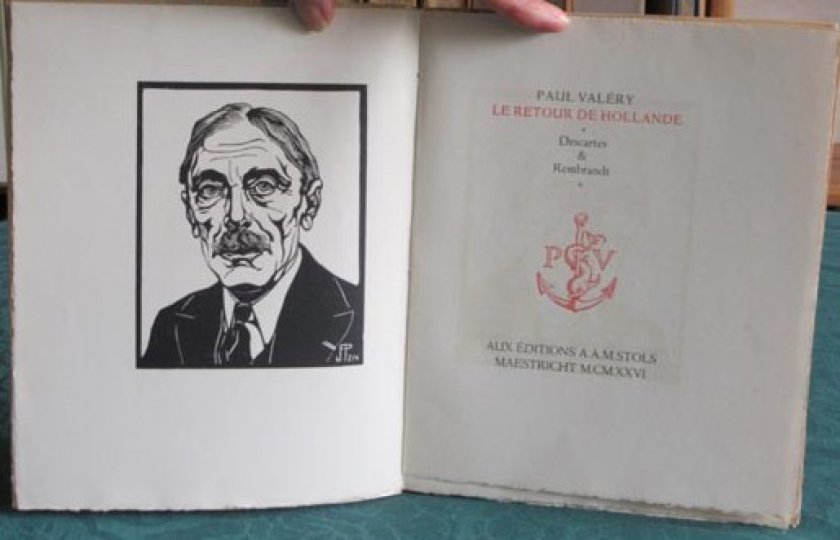 PAUL VALÉRY
LE RETOUR DE HOLLANDE
Descartes
&
Rembrandt
P V
AUX ÉDITIONS A.A.M.STOLS
MAESTRICHT MCMXXVI